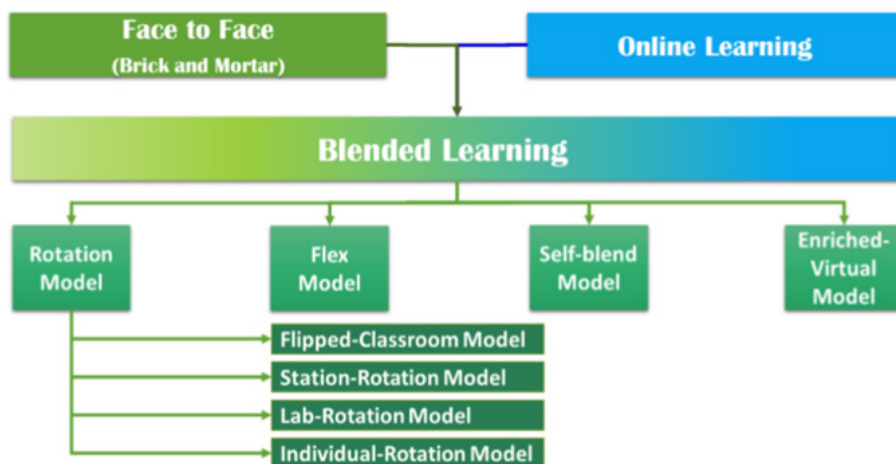 Face to Face
(Brick and Mortar)
Online Learning
Blended Learning
Rotation
Model
Flex
Model
Self-blend
Model
Enriched-
Virtual
Model
Flipped-Classroom Model
Station-Rotation Model
Lab-Rotation Model
Individual-Rotation Model